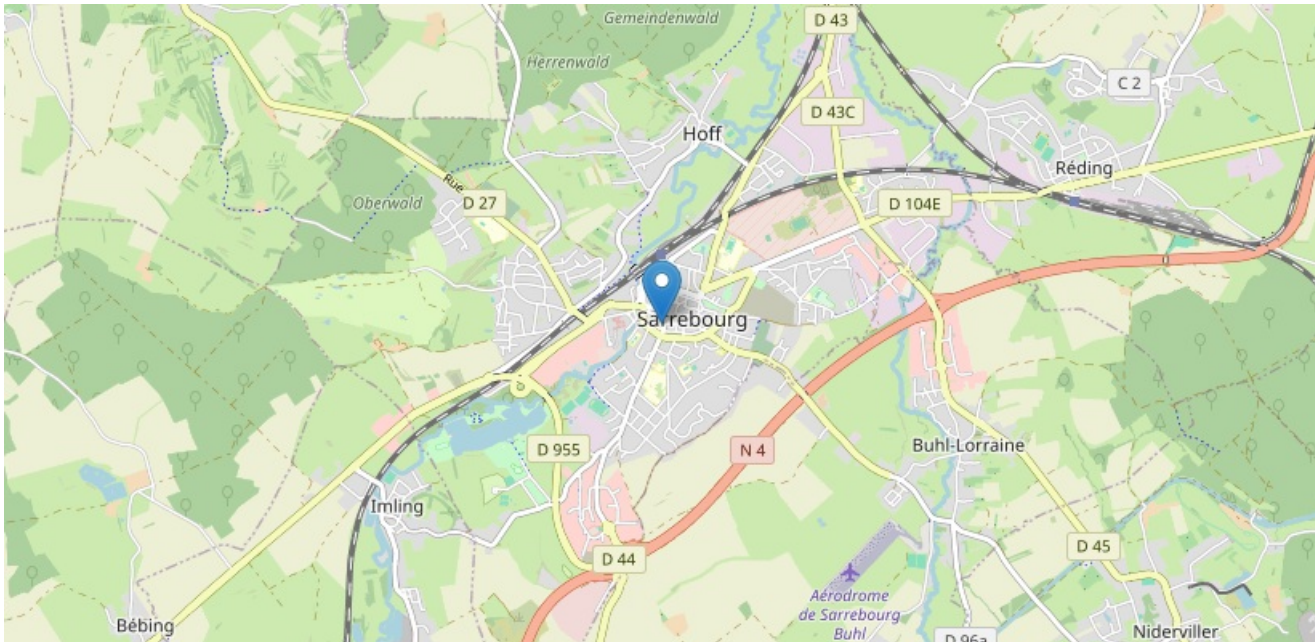 Gemeindenwald
D 43
Herrenwald
C 2
D 43C
Hoff
Réding
Rue
D 27
Oberwald
D 104E
Sarrebourg
D 955
N 4
Buhl-Lorraine
Imling
D 44
D 45
Aérodrome
de Sarrebourg
Buhl
Bébing
D 96a
Niderviller